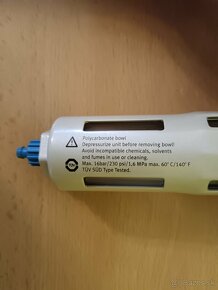 Polycarbonate bowl
Depressurize unit before removing bowl!
Avoid incompatible chemicals, solvents
and fumes in use or cleaning.
Max. 16bar/230 psi/1,6 MPa max. 60° C/140° F
TÜV SÜD Type Tested.